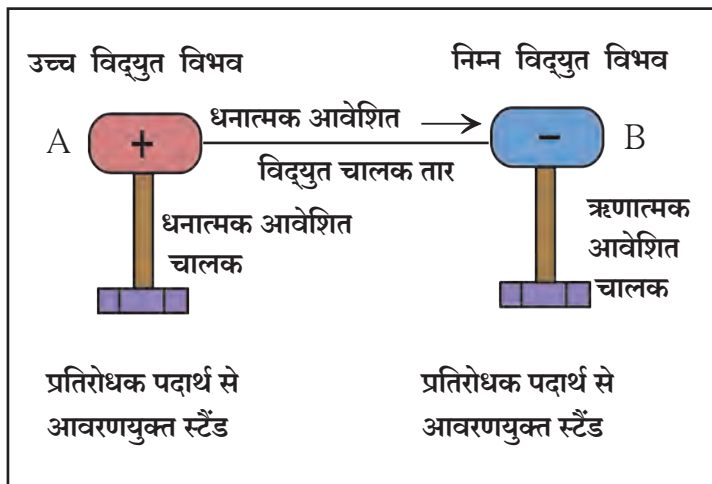 उच्च विद्‌युत विभव
निम्न विद्‌युत विभव
A
+
धनात्मक आवेशित
विद्‌युत चालक तार
−
B
धनात्मक आवेशित
चालक
ऋणात्मक
आवेशित
चालक
प्रतिरोधक पदार्थ से
आवरणयुक्त स्टैंड
प्रतिरोधक पदार्थ से
आवरणयुक्त स्टैंड